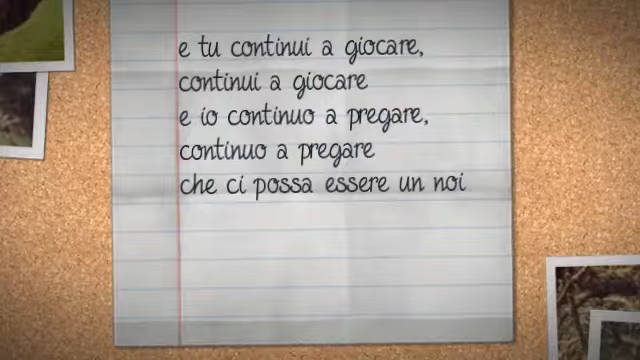 e tu continui a giocare,
continui a giocare
e io continuo a pregare,
continuo a pregare
che ci possa essere un noi